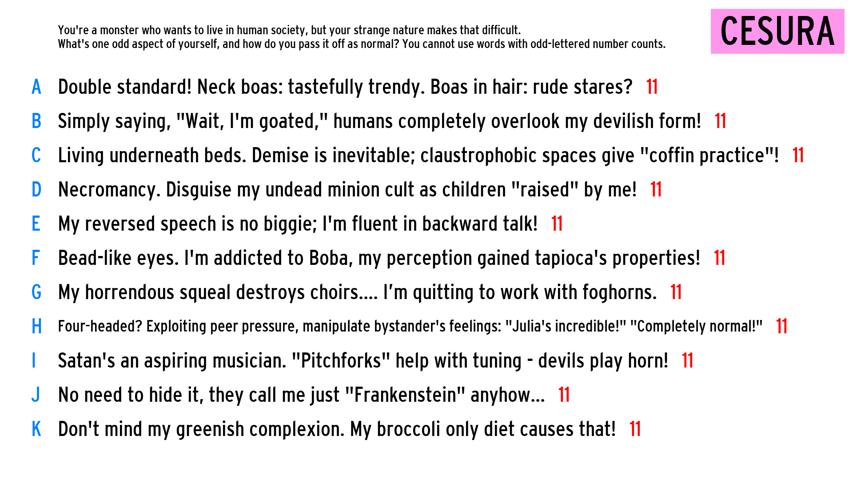 You're a monster who wants to live in human society, but your strange nature makes that difficult.
What's one odd aspect of yourself, and how do you pass it off as normal? You cannot use words with odd-lettered number counts.
CESURA
A Double standard! Neck boas: tastefully trendy. Boas in hair: rude stares? 11
B Simply saying, "Wait, I'm goated," humans completely overlook my devilish form! 11
C Living underneath beds. Demise is inevitable; claustrophobic spaces give "coffin practice"! 11
D Necromancy. Disguise my undead minion cult as children "raised" by me! 11
E My reversed speech is no biggie; I'm fluent in backward talk! 11
F Bead-like eyes. I'm addicted to Boba, my perception gained tapioca's properties! 11
G My horrendous squeal destroys choirs.... I’m quitting to work with foghorns. 11
H Four-headed? Exploiting peer pressure, manipulate bystander's feelings: "Julia's incredible!" "Completely normal!" 11
I Satan's an aspiring musician. "Pitchforks" help with tuning - devils play horn! 11
J No need to hide it, they call me just "Frankenstein" anyhow... 11
K Don't mind my greenish complexion. My broccoli only diet causes that! 11